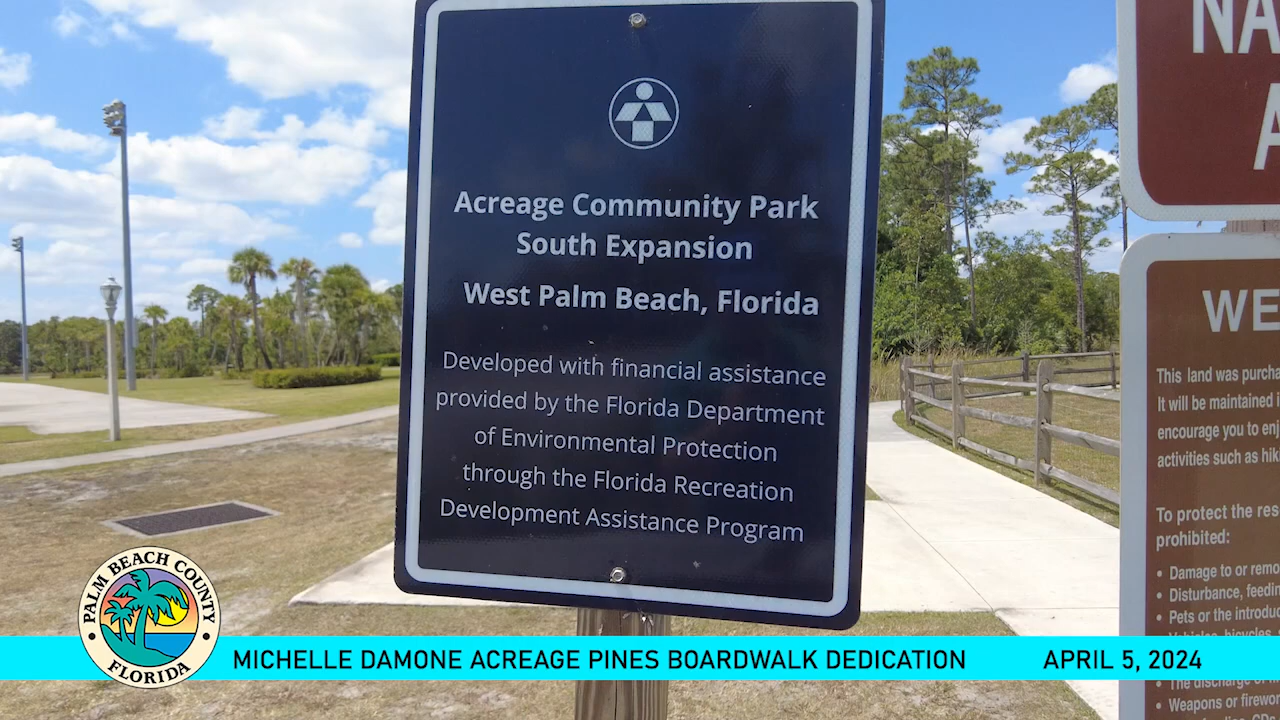 Acreage Community Park
South Expansion
West Palm Beach, Florida
Developed with financial assistance
provided by the Florida Department
of Environmental Protection
through the Florida Recreation
Development Assistance Program
NA
A
WE
This land was purcha
It will be maintained i
encourage you to enj
activities such as hik
To protect the res
prohibited:
• Damage to or remo
• Disturbance, feedin
• Pets or the introdu
• Weapons or firewor
PALM BEACH COUNTY
FLORIDA
MICHELLE DAMONE ACREAGE PINES BOARDWALK DEDICATION APRIL 5, 2024